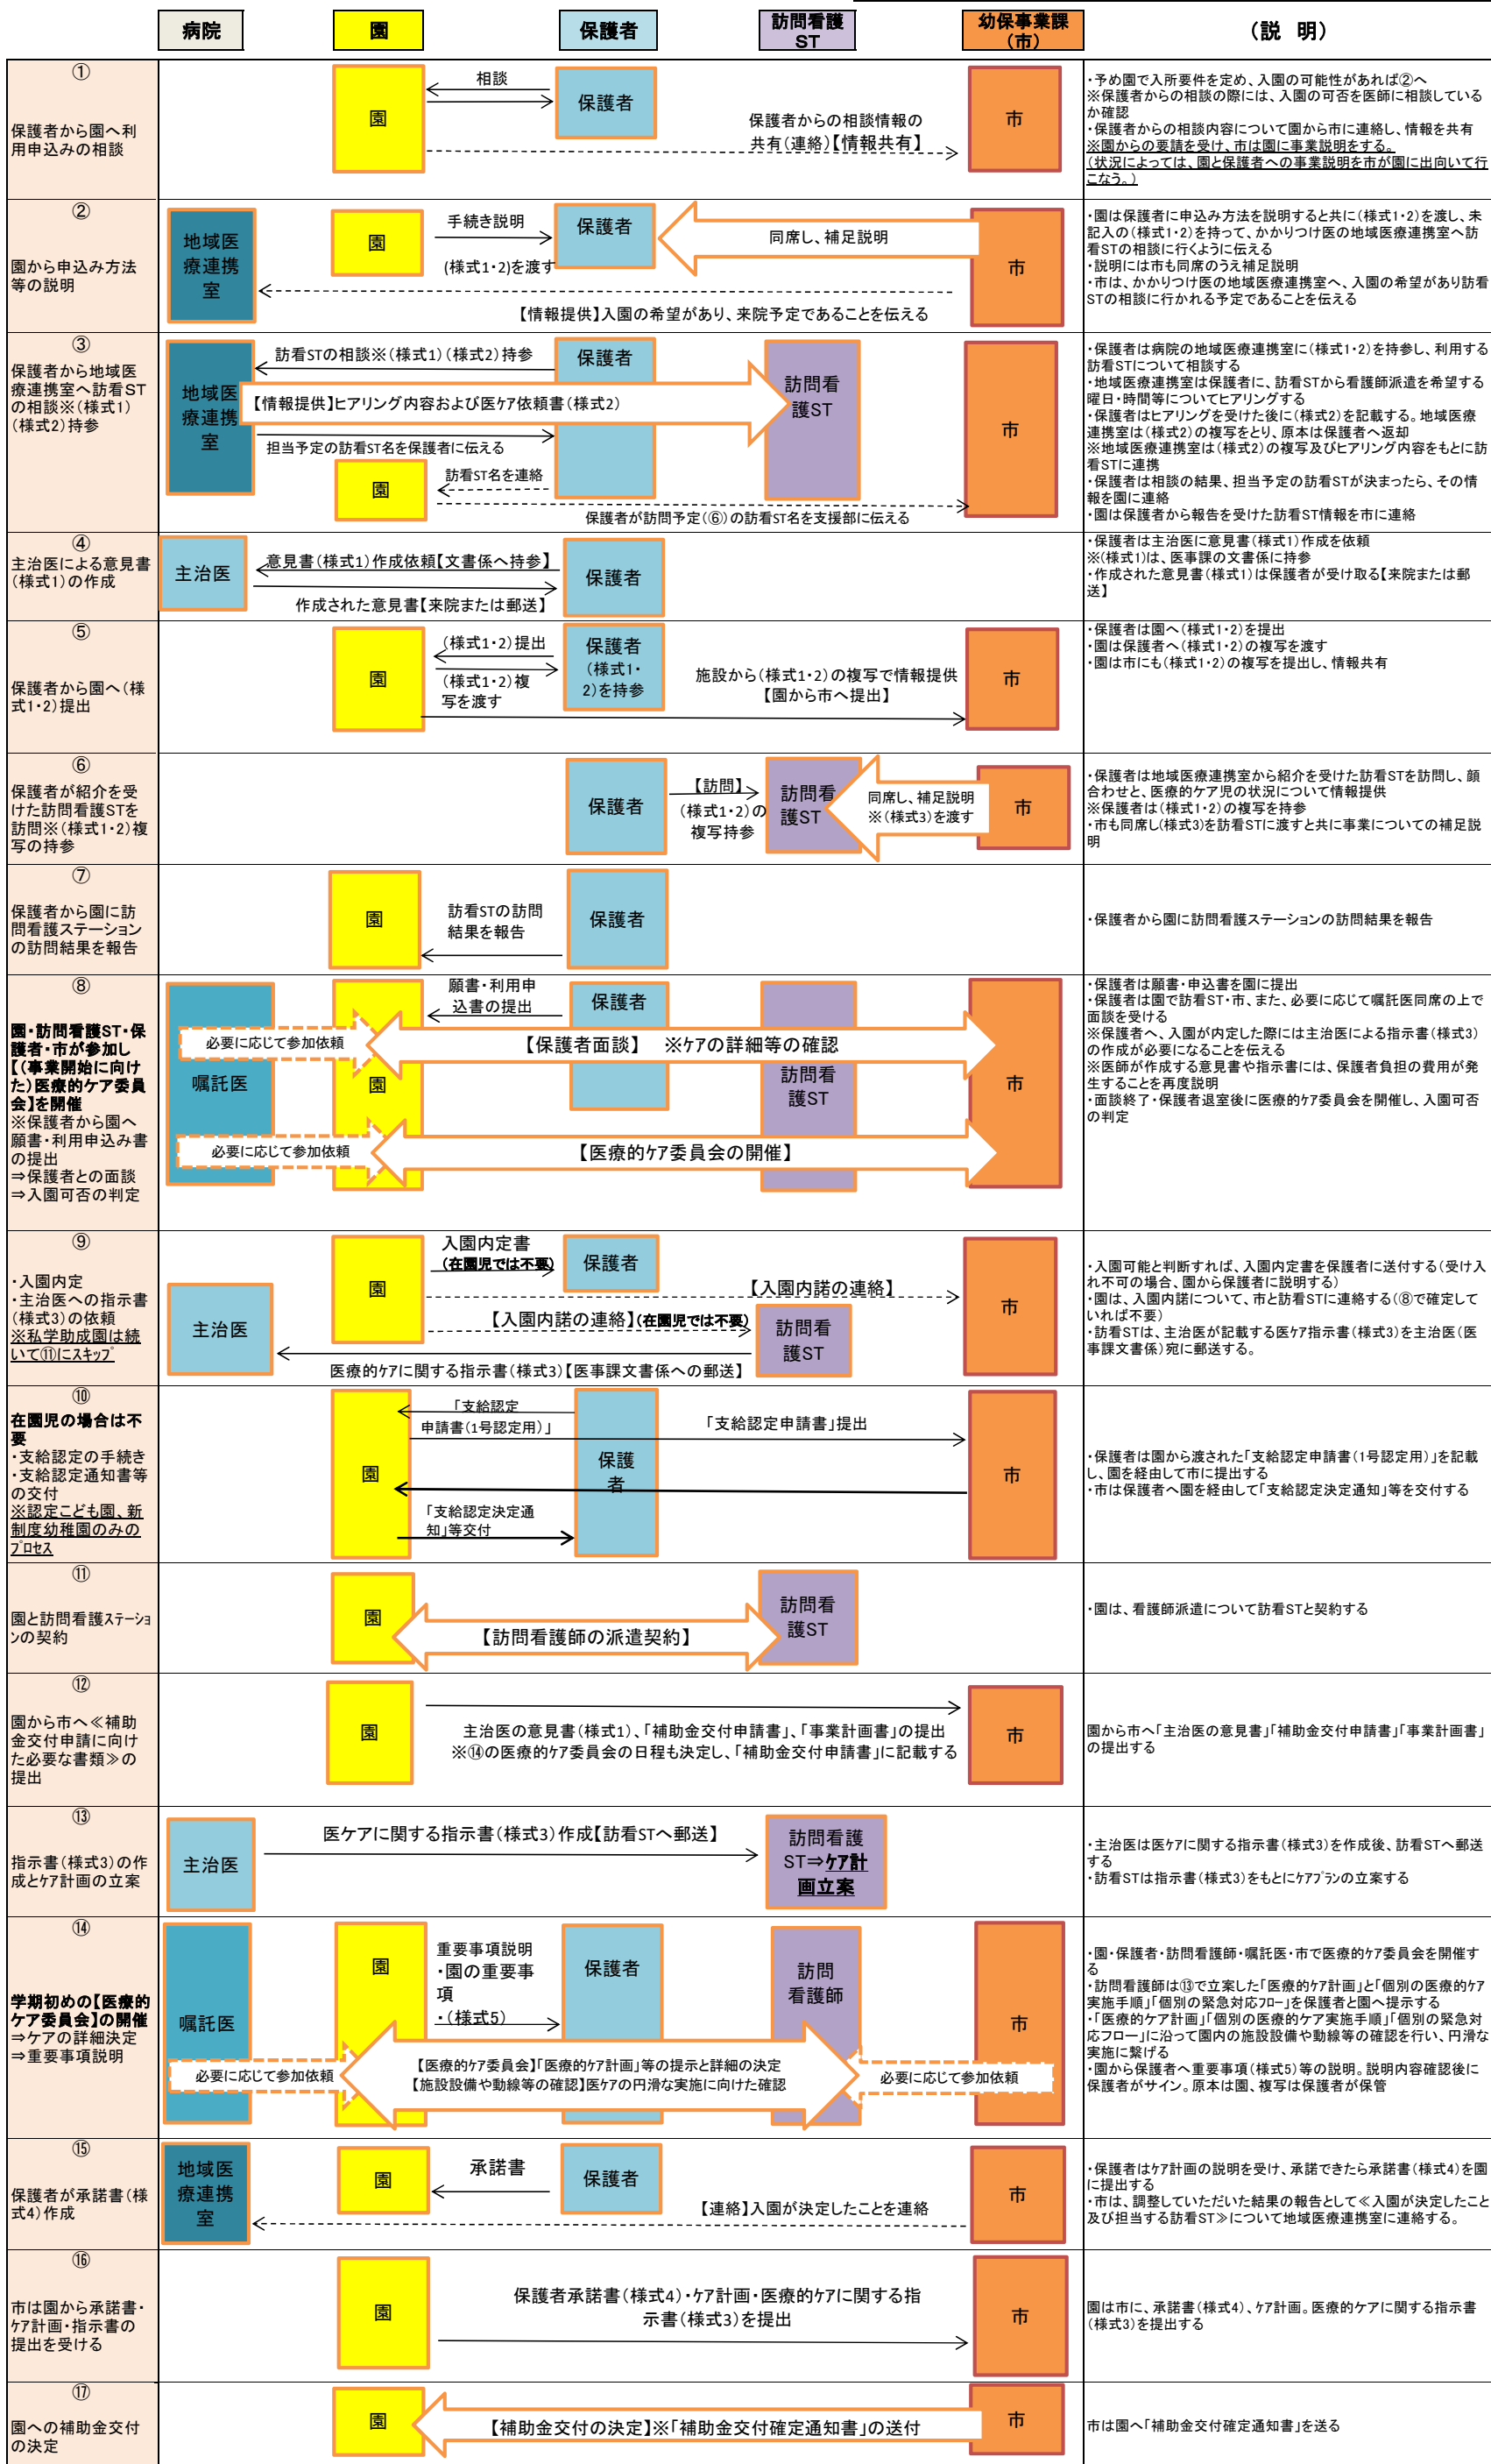 病院
園
保護者
訪問看護
ST
幼保事業課
(市)
(説 明)
①
保護者から園へ利
用申込みの相談
園
相談
保護者
保護者からの相談情報の
共有(連絡)【情報共有】
市
・予め園で入所要件を定め、入園の可能性があれば②へ
※保護者からの相談の際には、入園の可否を医師に相談している
か確認
・保護者からの相談内容について園から市に連絡し、情報を共有
※園からの要請を受け、市は園に事業説明をする。
(状況によっては、園と保護者への事業説明を市が園に出向いて行
こなう。)
②
園から申込み方法
等の説明
地域医
療連携
室
園
手続き説明
(様式1・2)を渡す
保護者
同席し、補足説明
市
【情報提供】入園の希望があり、来院予定であることを伝える
・園は保護者に申込み方法を説明すると共に(様式1・2)を渡し、未
記入の(様式1・2)を持って、かかりつけ医の地域医療連携室へ訪
看STの相談に行くように伝える
・説明には市も同席のうえ補足説明
・市は、かかりつけ医の地域医療連携室へ、入園の希望があり訪看
STの相談に行かれる予定であることを伝える
③
保護者から地域医
療連携室へ訪看ST
の相談※(様式1)
(様式2)持参
地域医
療連携
室
訪看STの相談※(様式1)(様式2)持参
保護者
【情報提供】ヒアリング内容および医ケア依頼書(様式2)
訪問看
護ST
担当予定の訪看ST名を保護者に伝える
園
訪看ST名を連絡
保護者が訪問予定(⑥)の訪看ST名を支援部に伝える
市
・保護者は病院の地域医療連携室に(様式1・2)を持参し、利用する
訪看STについて相談する
・地域医療連携室は保護者に、訪看STから看護師派遣を希望する
曜日・時間等についてヒアリングする
・保護者はヒアリングを受けた後に(様式2)を記載する。地域医療
連携室は(様式2)の複写をとり、原本は保護者へ返却
※地域医療連携室は(様式2)の複写及びヒアリング内容をもとに訪
看STに連携
・保護者は相談の結果、担当予定の訪看STが決まったら、その情
報を園に連絡
・園は保護者から報告を受けた訪看ST情報を市に連絡
④
主治医による意見書
(様式1)の作成
主治医
意見書(様式1)作成依頼【文書係へ持参】
作成された意見書【来院または郵送】
保護者
・保護者は主治医に意見書(様式1)作成を依頼
※(様式1)は、医事課の文書係に持参
・作成された意見書(様式1)は保護者が受け取る【来院または郵
送】
⑤
保護者から園へ(様
式1・2)提出
園
(様式1・2)提出
(様式1・2)複
写を渡す
保護者
(様式1・
2)を持参
施設から(様式1・2)の複写で情報提供
【園から市へ提出】
市
・保護者は園へ(様式1・2)を提出
・園は保護者へ(様式1・2)の複写を渡す
・園は市にも(様式1・2)の複写を提出し、情報共有
⑥
保護者が紹介を受
けた訪問看護STを
訪問※(様式1・2)複
写の持参
保護者
【訪問】
(様式1・2)の
複写持参
訪問看
護ST
同席し、補足説明
※(様式3)を渡す
市
・保護者は地域医療連携室から紹介を受けた訪看STを訪問し、顔
合わせと、医療的ケア児の状況について情報提供
※保護者は(様式1・2)の複写を持参
・市も同席し(様式3)を訪看STに渡すと共に事業についての補足説
明
⑦
保護者から園に訪
問看護ステーション
の訪問結果を報告
園
訪看STの訪問
結果を報告
保護者
・保護者から園に訪問看護ステーションの訪問結果を報告
⑧
園・訪問看護ST・保
護者・市が参加し
【(事業開始に向け
た)医療的ケア委員
会】を開催
※保護者から園へ
願書・利用申込み書
の提出
⇒保護者との面談
⇒入園可否の判定
願書・利用申
込書の提出
保護者
必要に応じて参加依頼
【保護者面談】 ※ケアの詳細等の確認
嘱託医
園
訪問看
護ST
市
必要に応じて参加依頼
【医療的ケア委員会の開催】
・保護者は願書・申込書を園に提出
・保護者は園で訪看ST・市、また、必要に応じて嘱託医同席の上で
面談を受ける
※保護者へ、入園が内定した際には主治医による指示書(様式3)
の作成が必要になることを伝える
※医師が作成する意見書や指示書には、保護者負担の費用が発
生することを再度説明
・面談終了・保護者退室後に医療的ケア委員会を開催し、入園可否
の判定
⑨
・入園内定
・主治医への指示書
(様式3)の依頼
※私学助成園は続
いて⑪にスキップ
主治医
園
入園内定書
(在園児では不要)
保護者
【入園内諾の連絡】
【入園内諾の連絡】(在園児では不要)
訪問看
護ST
市
医療的ケアに関する指示書(様式3)【医事課文書係への郵送】
・入園可能と判断すれば、入園内定書を保護者に送付する(受け入
れ不可の場合、園から保護者に説明する)
・園は、入園内諾について、市と訪看STに連絡する(⑧で確定して
いれば不要)
・訪看STは、主治医が記載する医ケア指示書(様式3)を主治医(医
事課文書係)宛に郵送する。
⑩
在園児の場合は不
要
・支給認定の手続き
・支給認定通知書等
の交付
※認定こども園、新
制度幼稚園のみの
プロセス
園
「支給認定
申請書(1号認定用)」
「支給認定申請書」提出
保護
者
市
「支給認定決定通
知」等交付
・保護者は園から渡された「支給認定申請書(1号認定用)」を記載
し、園を経由して市に提出する
・市は保護者へ園を経由して「支給認定決定通知」等を交付する
⑪
園と訪問看護ステーショ
ンの契約
園
【訪問看護師の派遣契約】
訪問看
護ST
・園は、看護師派遣について訪看STと契約する
⑫
園から市へ≪補助
金交付申請に向け
た必要な書類≫の
提出
園
主治医の意見書(様式1)、「補助金交付申請書」、「事業計画書」の提出
※⑭の医療的ケア委員会の日程も決定し、「補助金交付申請書」に記載する
市
園から市へ「主治医の意見書」「補助金交付申請書」「事業計画書」
の提出する
⑬
指示書(様式3)の作
成とケア計画の立案
主治医
医ケアに関する指示書(様式3)作成【訪看STへ郵送】
訪問看護
ST⇒ケア計
画立案
・主治医は医ケアに関する指示書(様式3)を作成後、訪看STへ郵送
する
・訪看STは指示書(様式3)をもとにケアプランの立案する
⑭
学期初めの【医療的
ケア委員会】の開催
⇒ケアの詳細決定
⇒重要事項説明
嘱託医
園
重要事項説明
・園の重要事
項
・(様式5)
保護者
訪問
看護師
市
必要に応じて参加依頼
【医療的ケア委員会】「医療的ケア計画」等の提示と詳細の決定
【施設設備や動線等の確認】医ケアの円滑な実施に向けた確認
必要に応じて参加依頼
・園・保護者・訪問看護師・嘱託医・市で医療的ケア委員会を開催す
る
・訪問看護師は⑬で立案した「医療的ケア計画」と「個別の医療的ケア
実施手順」「個別の緊急対応フロー」を保護者と園へ提示する
・「医療的ケア計画」「個別の医療的ケア実施手順」「個別の緊急対
応フロー」に沿って園内の施設設備や動線等の確認を行い、円滑な
実施に繋げる
・園から保護者へ重要事項(様式5)等の説明。説明内容確認後に
保護者がサイン。原本は園、複写は保護者が保管
⑮
保護者が承諾書(様
式4)作成
地域医
療連携
室
園
承諾書
保護者
【連絡】入園が決定したことを連絡
市
・保護者はケア計画の説明を受け、承諾できたら承諾書(様式4)を園
に提出する
・市は、調整していただいた結果の報告として≪入園が決定したこと
及び担当する訪看ST≫について地域医療連携室に連絡する。
⑯
市は園から承諾書・
ケア計画・指示書の
提出を受ける
園
保護者承諾書(様式4)・ケア計画・医療的ケアに関する指
示書(様式3)を提出
市
園は市に、承諾書(様式4)、ケア計画。医療的ケアに関する指示書
(様式3)を提出する
⑰
園への補助金交付
の決定
園
【補助金交付の決定】※「補助金交付確定通知書」の送付
市
市は園へ「補助金交付確定通知書」を送る